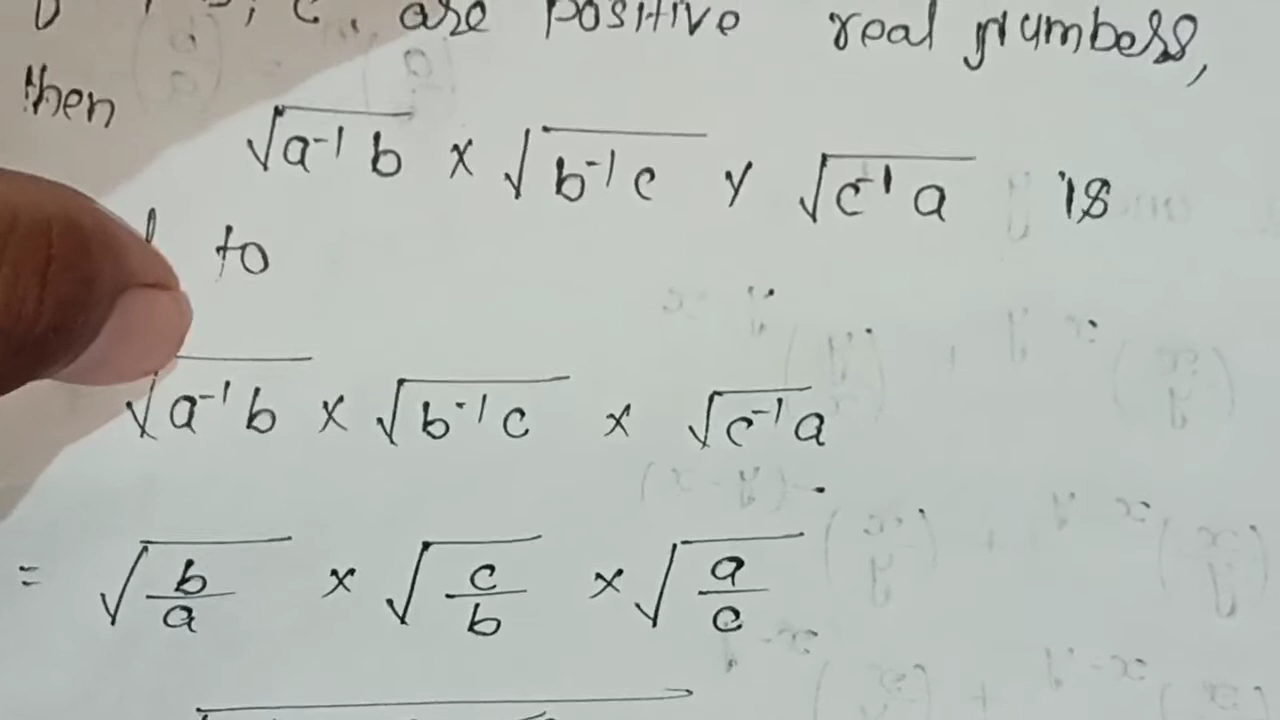 c, are positive real numbers,
then √(a⁻¹b) × √(b⁻¹c) × √(c⁻¹a) is
to
√(a⁻¹b) × √(b⁻¹c) × √(c⁻¹a)
= √(b/a) × √(c/b) × √(a/c)